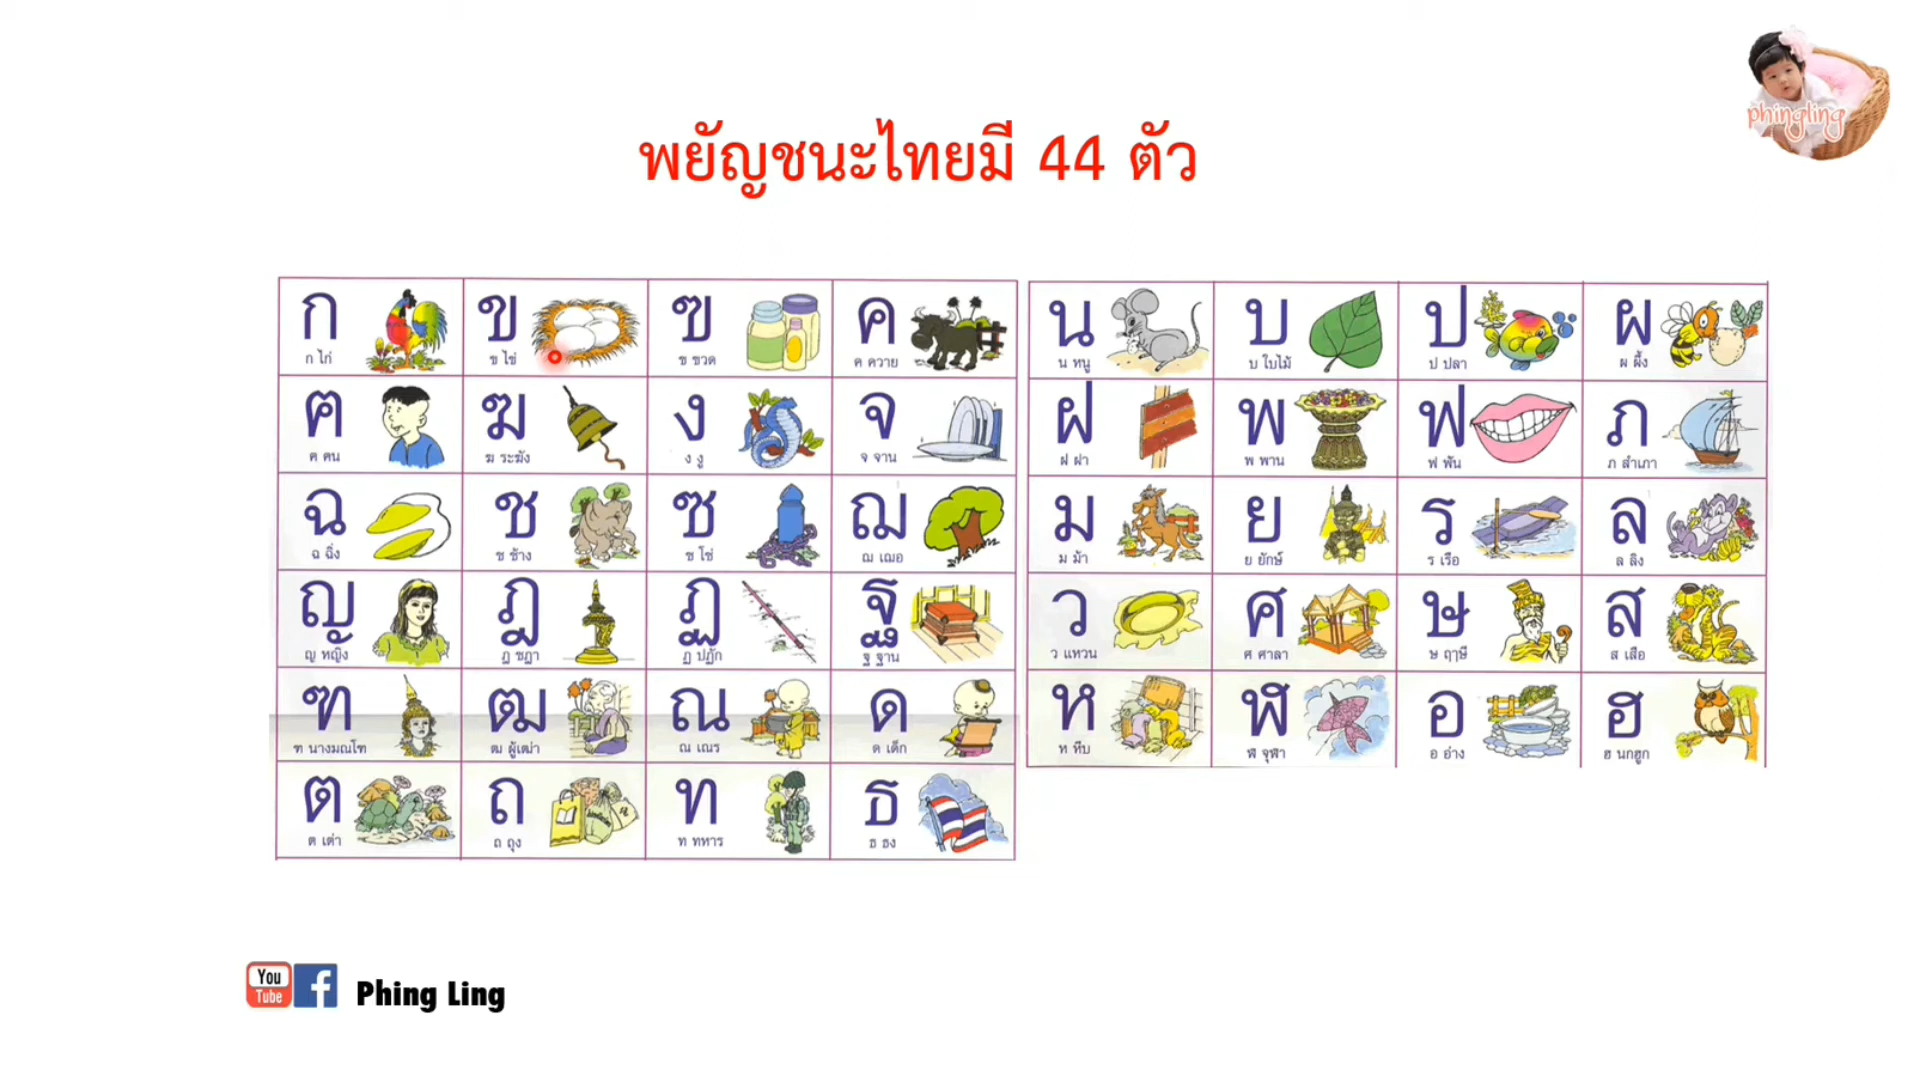 phingling
พยัญชนะไทยมี 44 ตัว
ก
ก ไก่
ข
ข ไข่
ฃ
ฃ ขวด
ค
ค ควาย
ฅ
ฅ คน
ฆ
ฆ ระฆัง
ง
ง งู
จ
จ จาน
ฉ
ฉ ฉิ่ง
ช
ช ช้าง
ซ
ซ โซ่
ฌ
ฌ เฌอ
ญ
ญ หญิง
ฎ
ฎ ชฎา
ฏ
ฏ ปฏัก
ฐ
ฐ ฐาน
ฑ
ฑ นางมณโฑ
ฒ
ฒ ผู้เฒ่า
ณ
ณ เณร
ด
ด เด็ก
ต
ต เต่า
ถ
ถ ถุง
ท
ท ทหาร
ธ
ธ ธง
น
น หนู
บ
บ ใบไม้
ป
ป ปลา
ผ
ผ ผึ้ง
ฝ
ฝ ฝา
พ
พ พาน
ฟ
ฟ ฟัน
ภ
ภ สำเภา
ม
ม ม้า
ย
ย ยักษ์
ร
ร เรือ
ล
ล ลิง
ว
ว แหวน
ศ
ศ ศาลา
ษ
ษ ฤๅษี
ส
ส เสือ
ห
ห หีบ
ฬ
ฬ จุฬา
อ
อ อ่าง
ฮ
ฮ นกฮูก
You
Tube
f
Phing Ling